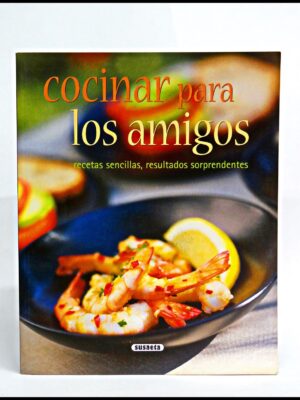 cocinar para
los amigos
recetas sencillas, resultados sorprendentes
susaeta